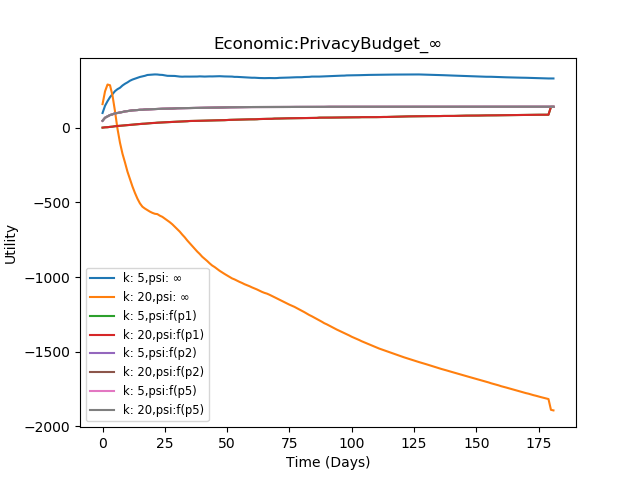 Economic:PrivacyBudget_∞
Utility
0
−500
−1000
−1500
−2000
k: 5,psi: ∞
k: 20,psi: ∞
k: 5,psi:f(p1)
k: 20,psi:f(p1)
k: 5,psi:f(p2)
k: 20,psi:f(p2)
k: 5,psi:f(p5)
k: 20,psi:f(p5)
0 25 50 75 100 125 150 175
Time (Days)